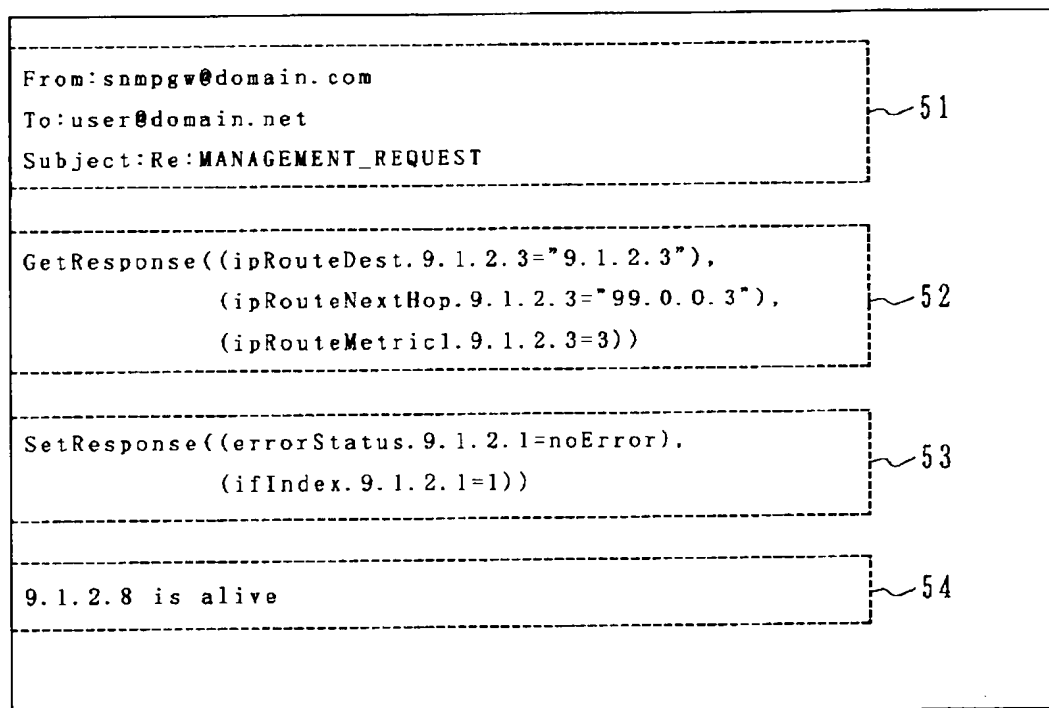 From:snmpgw@domain.com
To:user@domain.net
Subject:Re:MANAGEMENT_REQUEST
51
GetResponse((ipRouteDest.9.1.2.3="9.1.2.3"),
(ipRouteNextHop.9.1.2.3="99.0.0.3"),
(ipRouteMetric1.9.1.2.3=3))
52
SetResponse((errorStatus.9.1.2.1=noError),
(ifIndex.9.1.2.1=1))
53
9.1.2.8 is alive
54